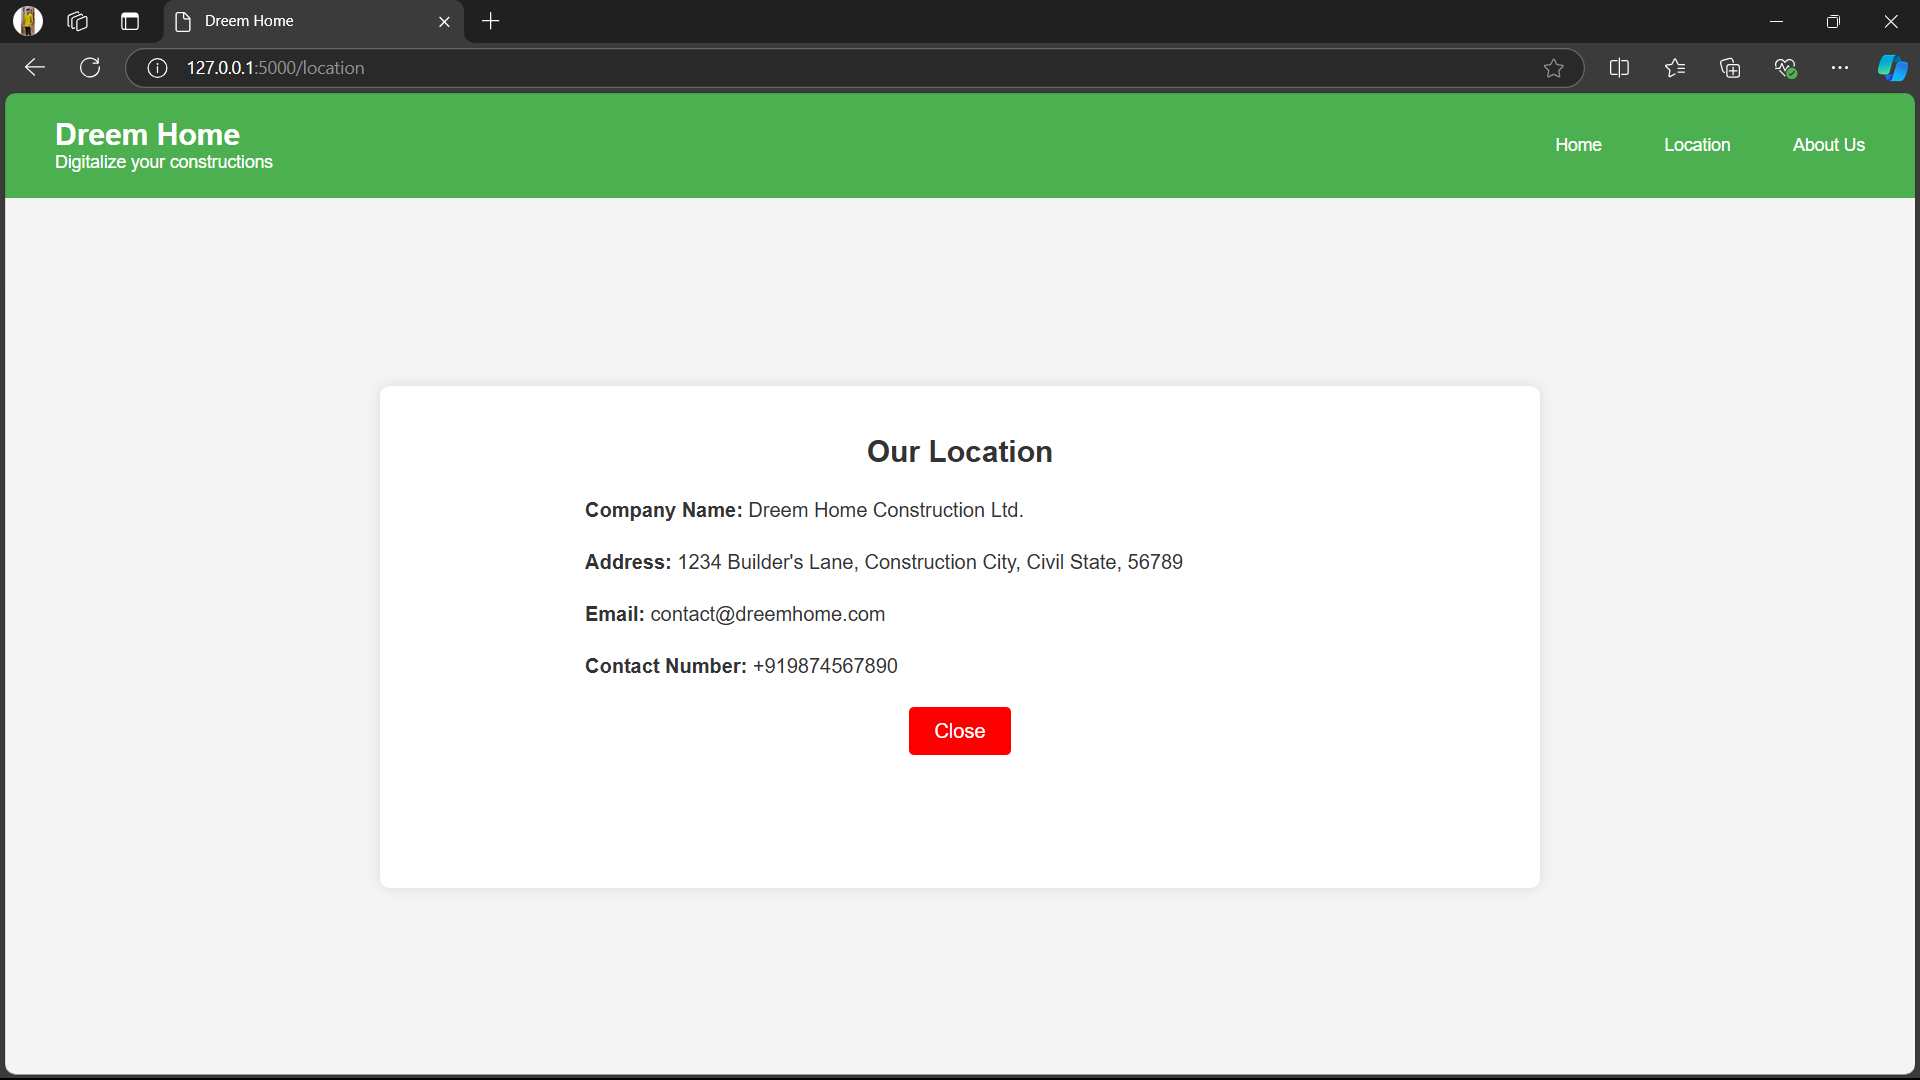 Dreem Home
127.0.0.1:5000/location
Dreem Home
Digitalize your constructions
Home
Location
About Us
Our Location
Company Name: Dreem Home Construction Ltd.
Address: 1234 Builder's Lane, Construction City, Civil State, 56789
Email: contact@dreemhome.com
Contact Number: +919874567890
Close